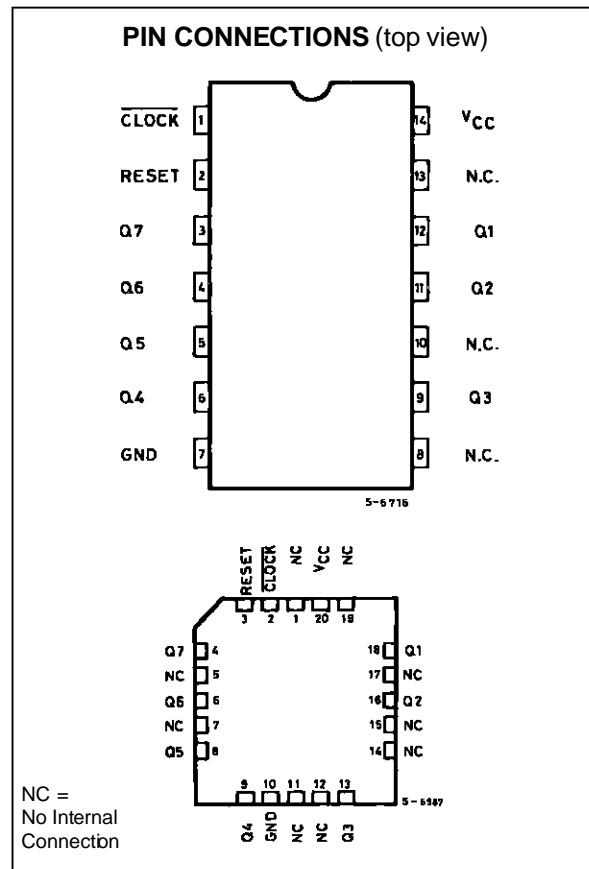 PIN CONNECTIONS (top view)
CLOCK 1 14 VCC
RESET 2 13 N.C.
Q7 3 12 Q1
Q6 4 11 Q2
Q5 5 10 N.C.
Q4 6 9 Q3
GND 7 8 N.C.
5-6716
RESET CLOCK NC VCC NC
3 2 1 20 19
Q7 4 18 Q1
NC 5 17 NC
Q6 6 16 Q2
NC 7 15 NC
Q5 8 14 NC
9 10 11 12 13
Q4 GND NC NC Q3
NC =
No Internal
Connection